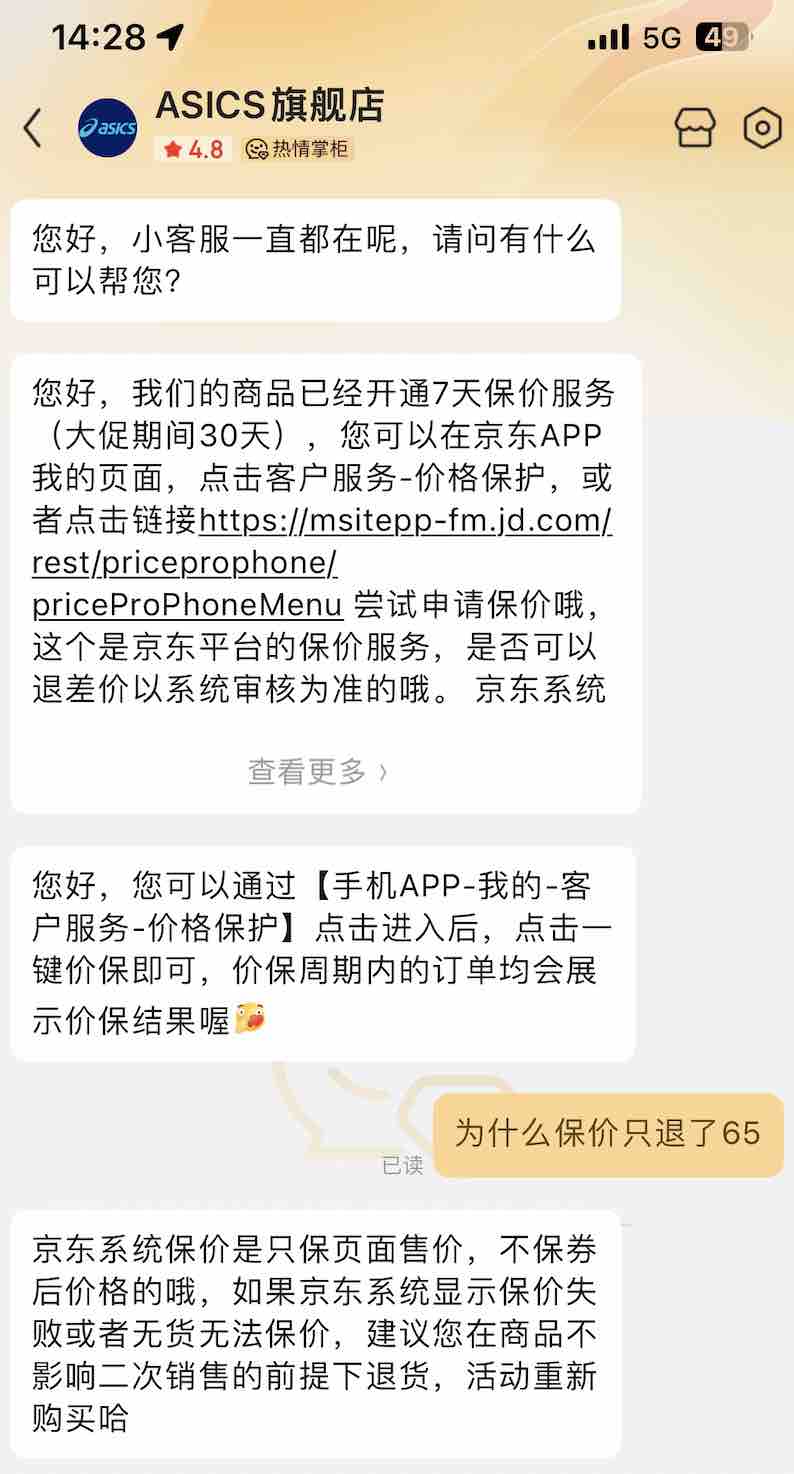 14:28
5G
49
ASICS旗舰店
asics
4.8
热情掌柜
您好，小客服一直都在呢，请问有什么
可以帮您？
您好，我们的商品已经开通7天保价服务
（大促期间30天），您可以在京东APP
我的页面，点击客户服务-价格保护，或
者点击链接https://msitepp-fm.jd.com/
rest/priceprophone/
priceProPhoneMenu 尝试申请保价哦，
这个是京东平台的保价服务，是否可以
退差价以系统审核为准的哦。 京东系统
查看更多
您好，您可以通过【手机APP-我的-客
户服务-价格保护】点击进入后，点击一
键价保即可，价保周期内的订单均会展
示价保结果喔
为什么保价只退了65
已读
京东系统保价是只保页面售价，不保券
后价格的哦，如果京东系统显示保价失
败或者无货无法保价，建议您在商品不
影响二次销售的前提下退货，活动重新
购买哈